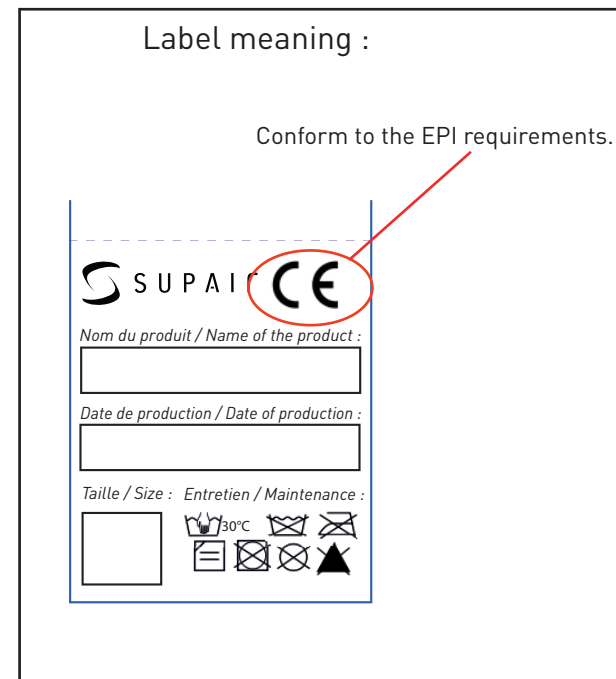 Label meaning :
Conform to the EPI requirements.
SUPAIR CE
Nom du produit / Name of the product :
Date de production / Date of production :
Taille / Size : Entretien / Maintenance :
30°C